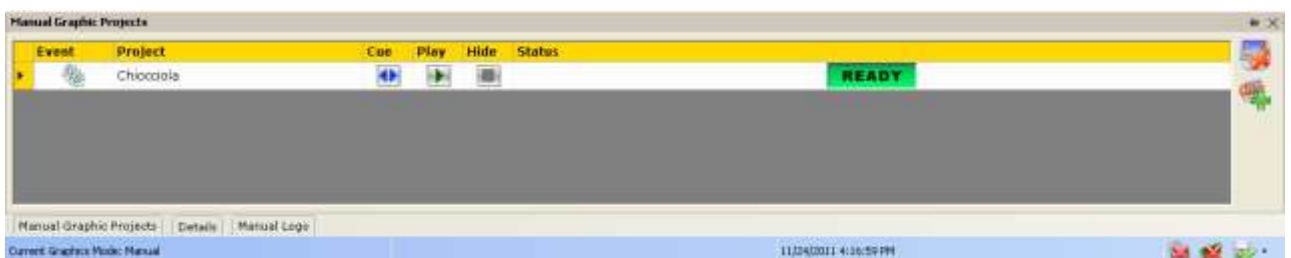 Manual Graphic Projects
Event Project Cue Play Hide Status
Chiocciola READY
Manual Graphic Projects Details Manual Logo
Current Graphics Mode: Manual 11/24/2011 4:16:59 PM